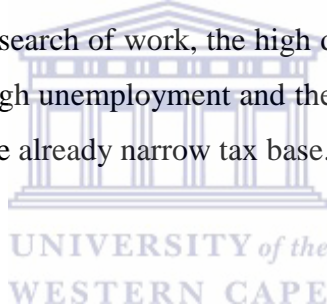 search of work, the high
gh unemployment and the
e already narrow tax base.
UNIVERSITY of the
WESTERN CAPE